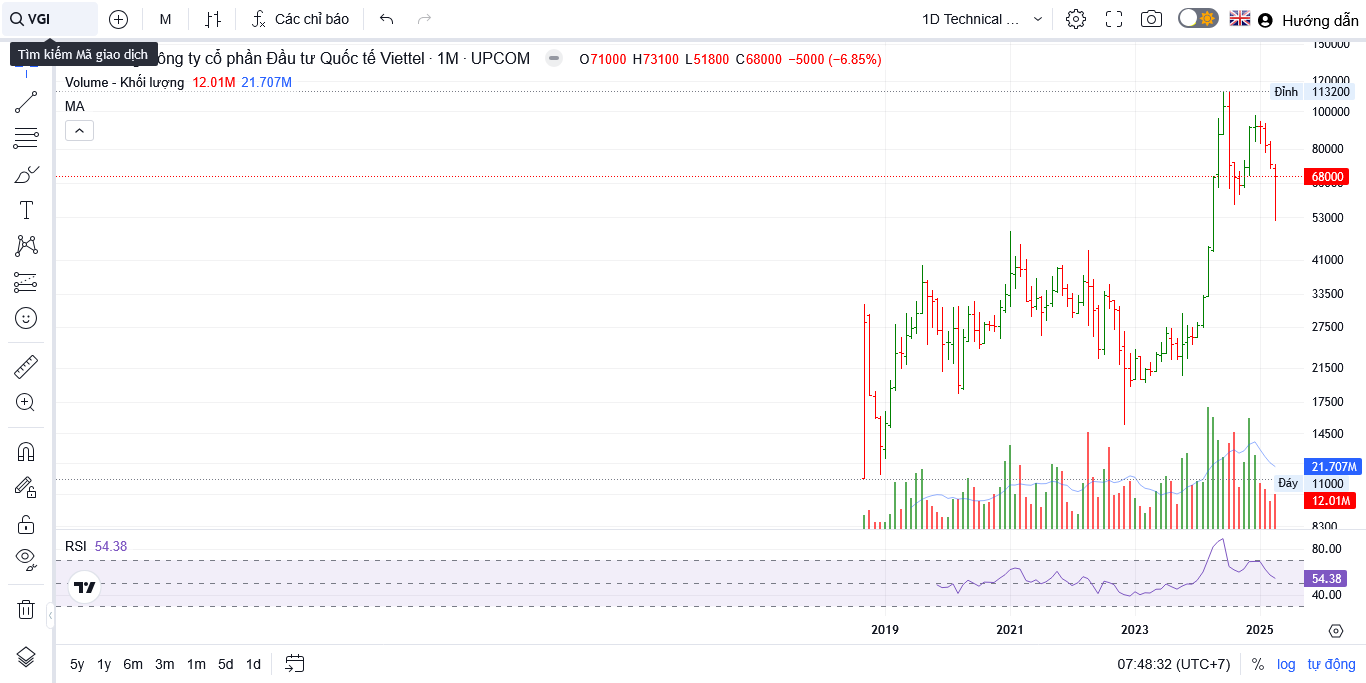 VGI
M
Các chỉ báo
1D Technical ...
Hướng dẫn
Tìm kiếm Mã giao dịch
ông ty cổ phần Đầu tư Quốc tế Viettel · 1M · UPCOM
O71000 H73100 L51800 C68000 −5000 (−6.85%)
Volume - Khối lượng 12.01M 21.707M
MA
150000
120000
Đỉnh 113200
100000
80000
68000
53000
41000
33500
27500
21500
17500
14500
21.707M
Đáy 11000
12.01M
8300
RSI 54.38
80.00
54.38
40.00
2019 2021 2023 2025
5y 1y 6m 3m 1m 5d 1d
07:48:32 (UTC+7) % log tự động